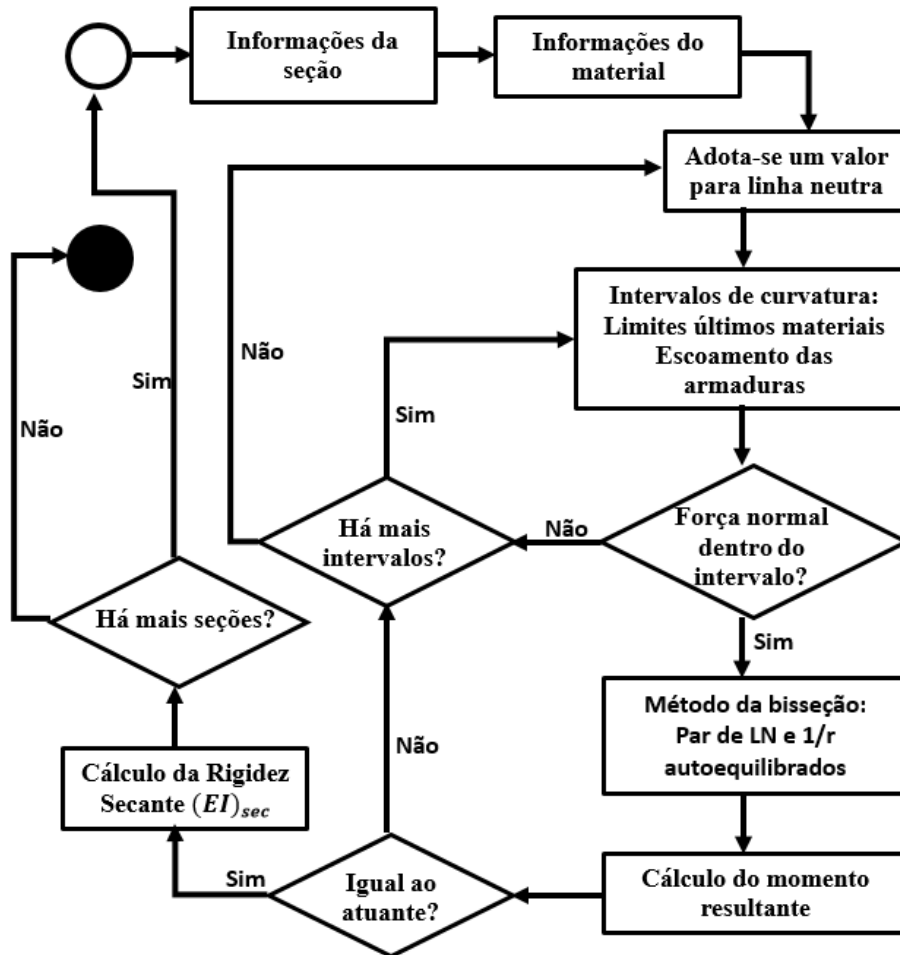 Informações da
seção
Informações do
material
Adota-se um valor
para linha neutra
Intervalos de curvatura:
Limites últimos materiais
Escoamento das
armaduras
Não
Sim
Sim
Não
Força normal
dentro do
intervalo?
Não
Há mais
intervalos?
Há mais seções?
Sim
Método da bisseção:
Par de LN e 1/r
autoequilibrados
Não
Cálculo da Rigidez
Secante (EI)sec
Cálculo do momento
resultante
Igual ao
atuante?
Sim